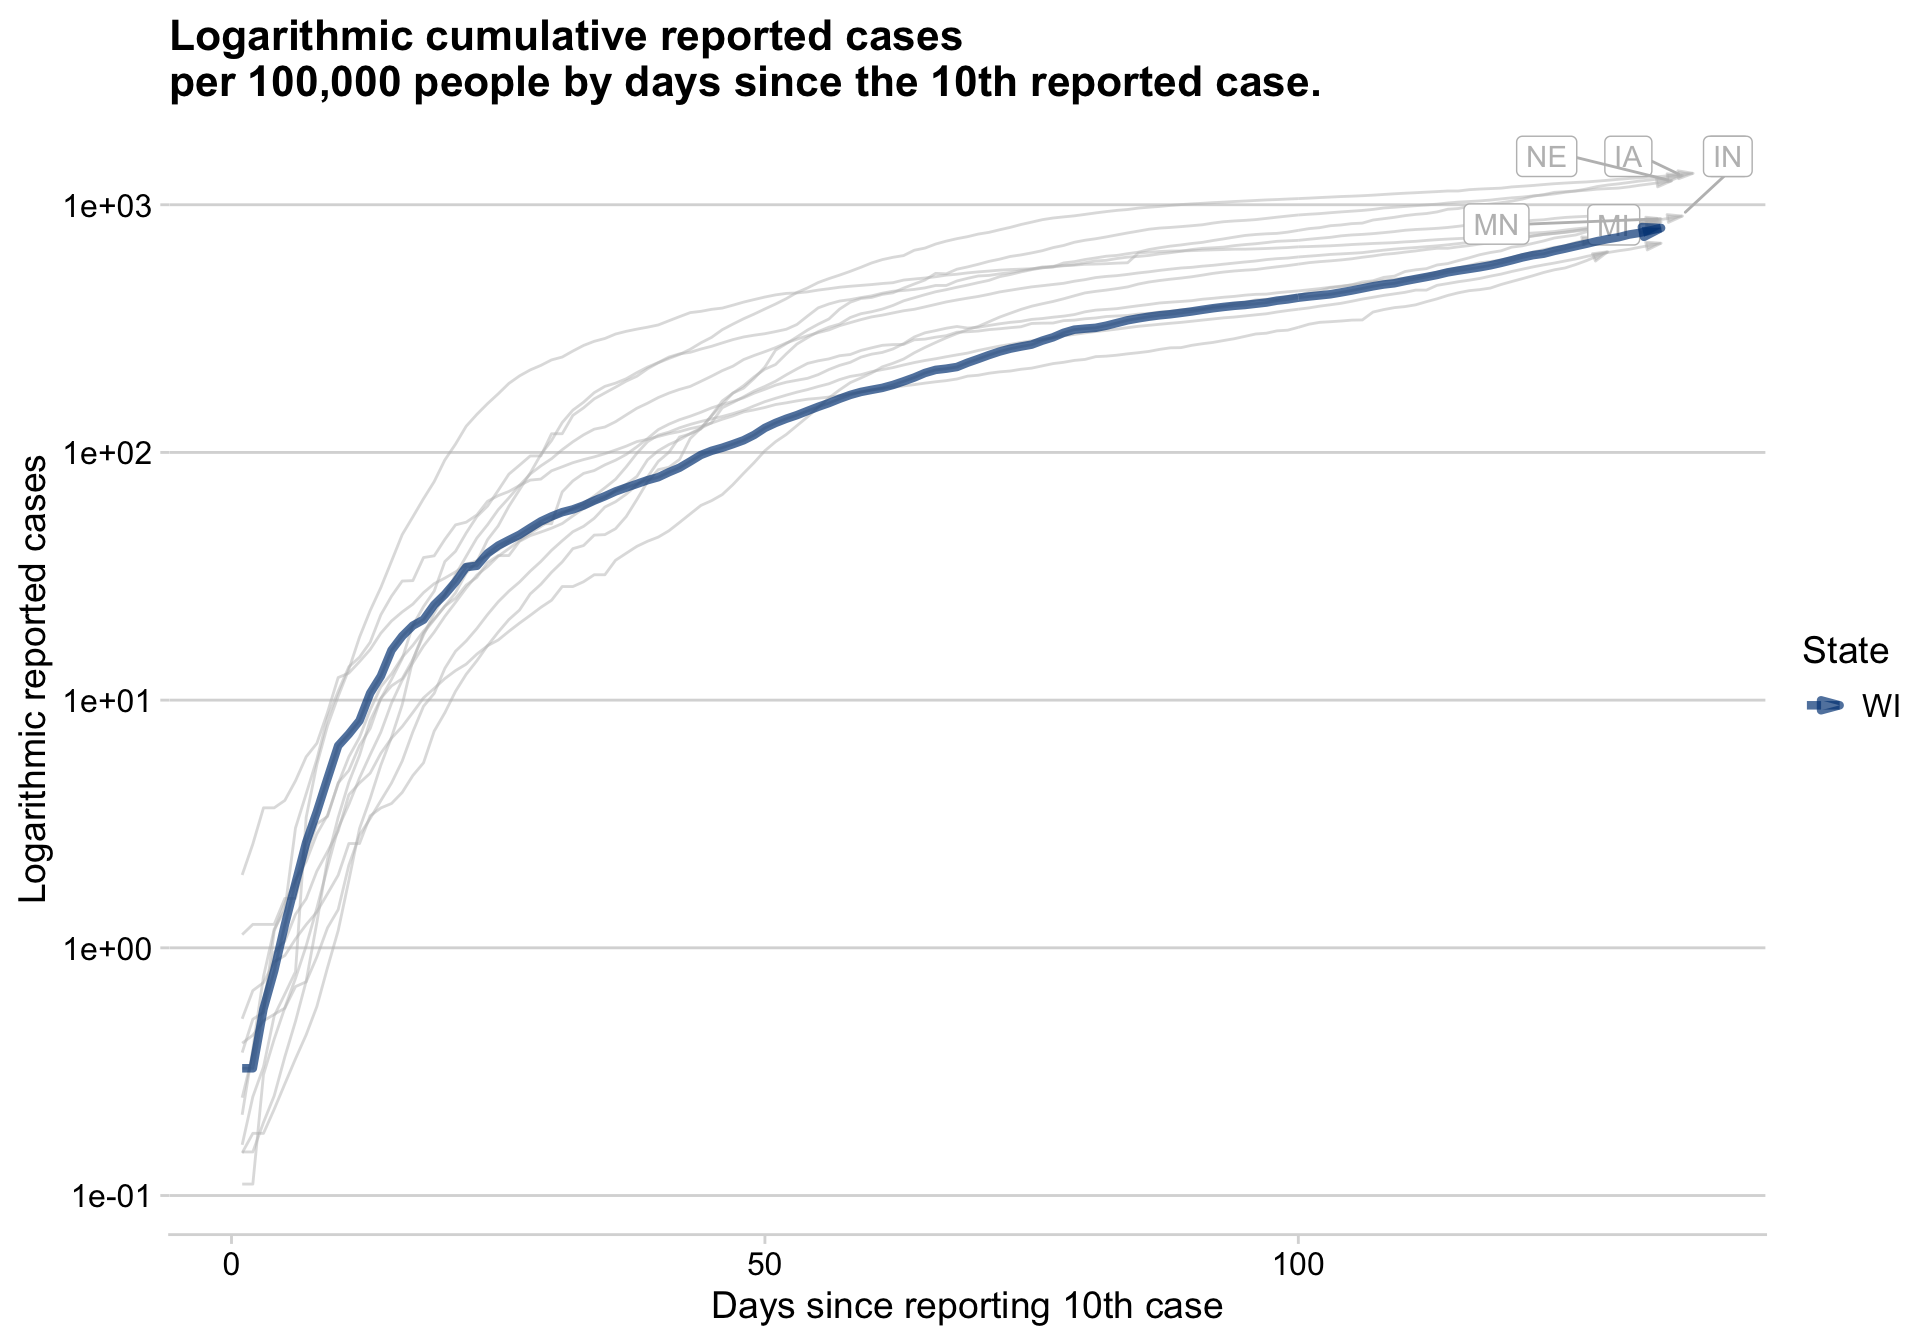 Logarithmic cumulative reported cases
per 100,000 people by days since the 10th reported case.
NE IA IN
MN MI
1e+03
1e+02
1e+01
1e+00
1e-01
Logarithmic reported cases
0 50 100
Days since reporting 10th case
State
WI